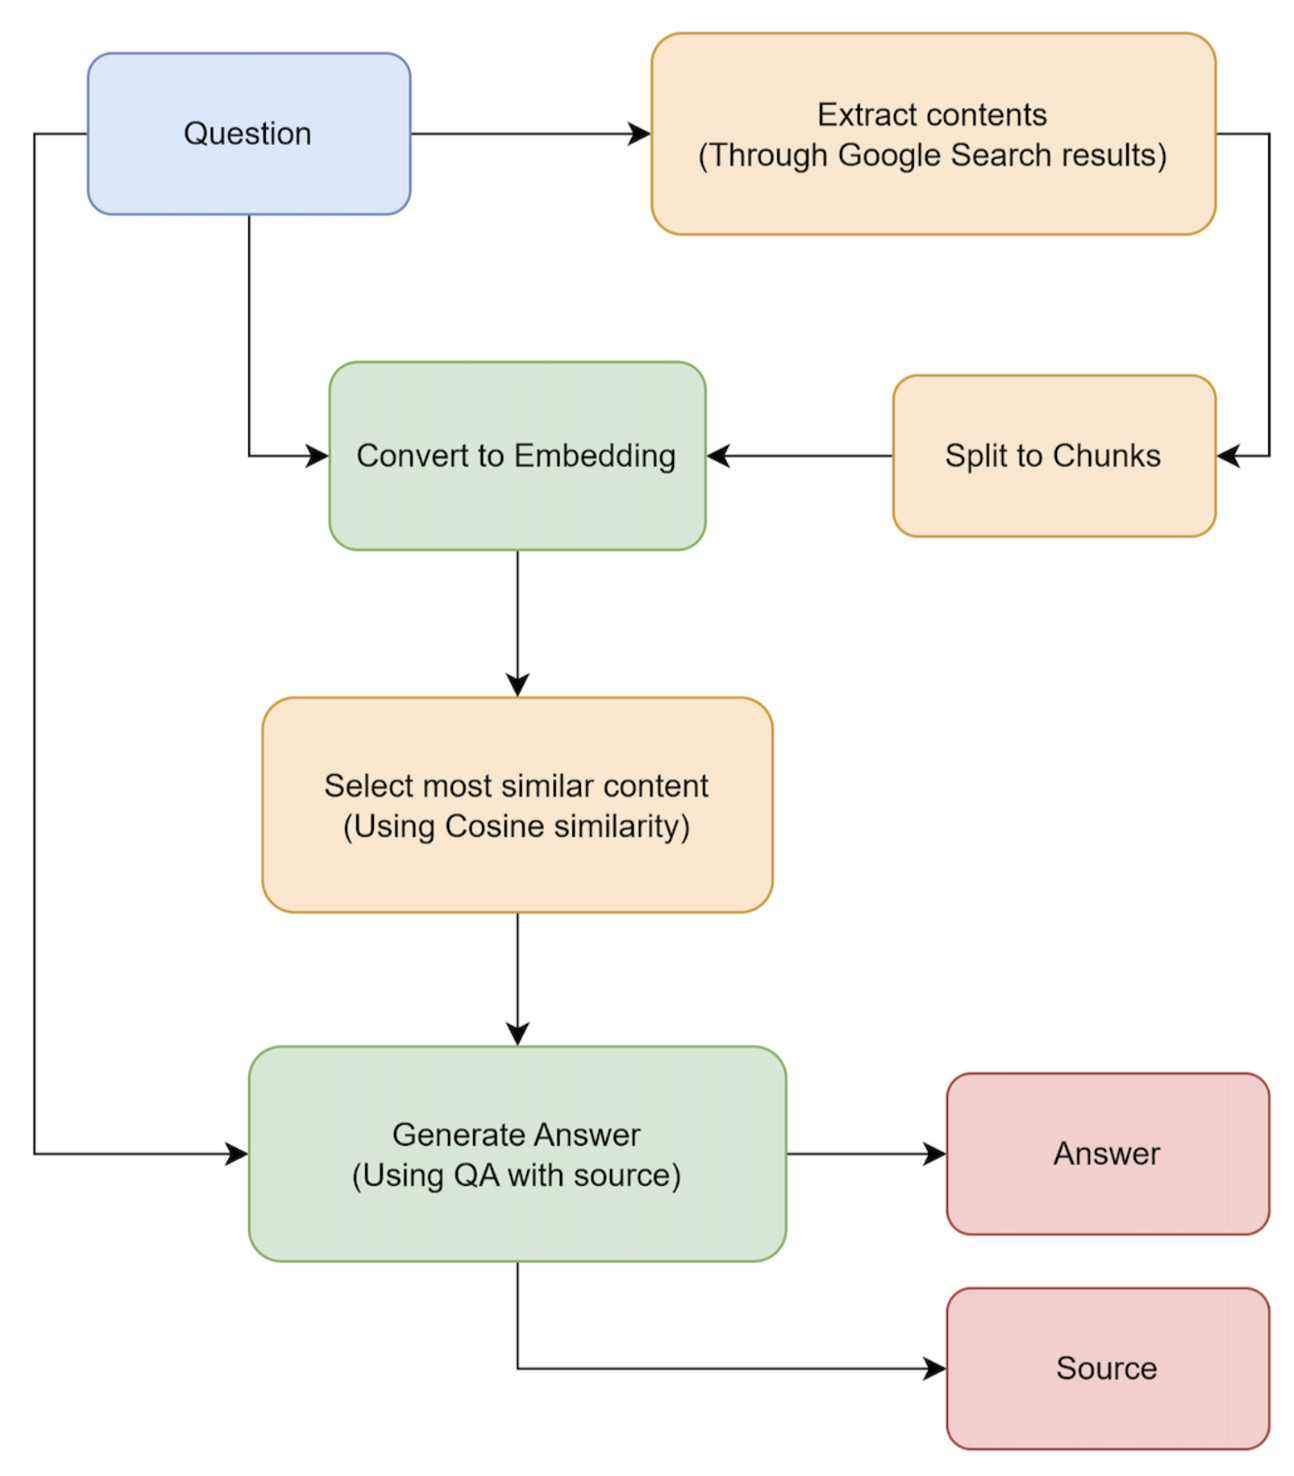 Question
Extract contents
(Through Google Search results)
Convert to Embedding
Split to Chunks
Select most similar content
(Using Cosine similarity)
Generate Answer
(Using QA with source)
Answer
Source